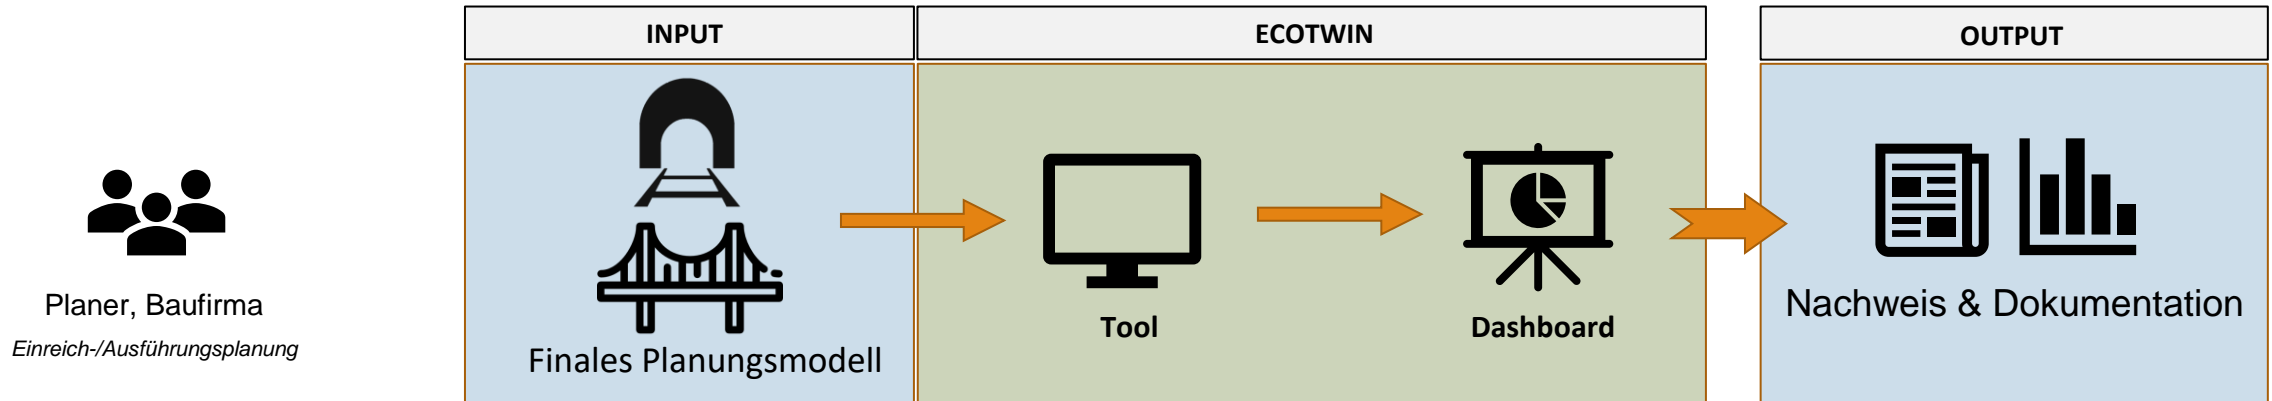 INPUT
ECOTWIN
OUTPUT
Planer, Baufirma
Einreich-/Ausführungsplanung
Finales Planungsmodell
Tool
Dashboard
Nachweis & Dokumentation